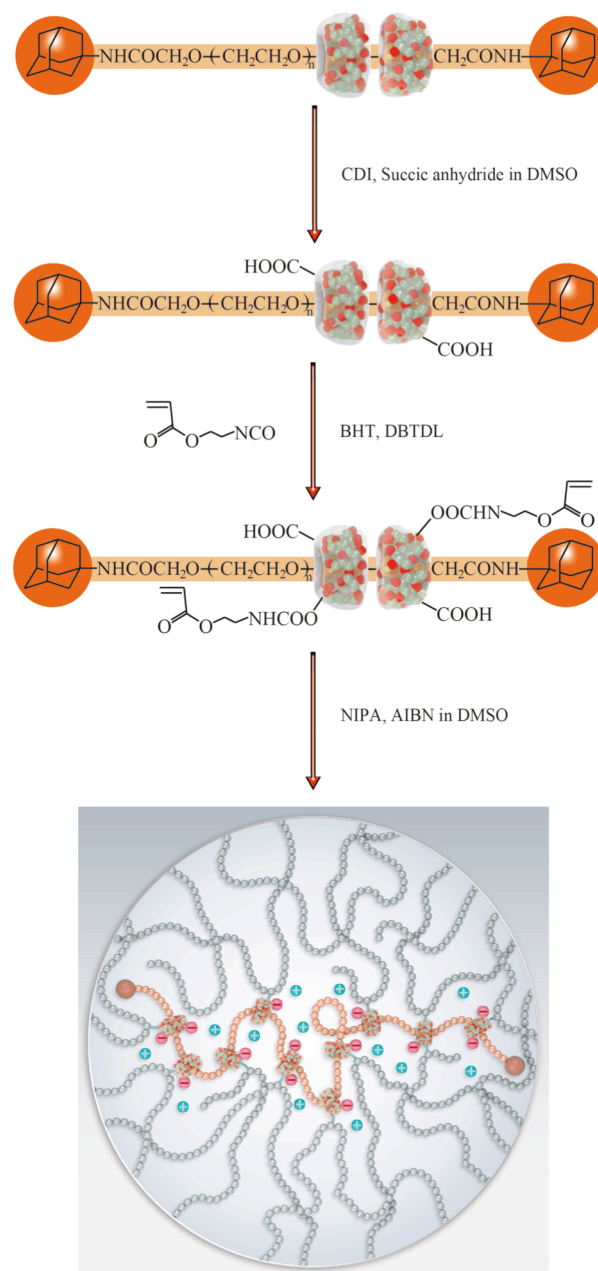 NHCOCH₂O(CH₂CH₂O)ₙ CH₂CONH
CDI, Succic anhydride in DMSO
HOOC
NHCOCH₂O(CH₂CH₂O)ₙ CH₂CONH
COOH
O O NCO
BHT, DBTDL
OOCHN O O
HOOC
NHCOCH₂O(CH₂CH₂O)ₙ CH₂CONH
O O NHCOO
COOH
NIPA, AIBN in DMSO